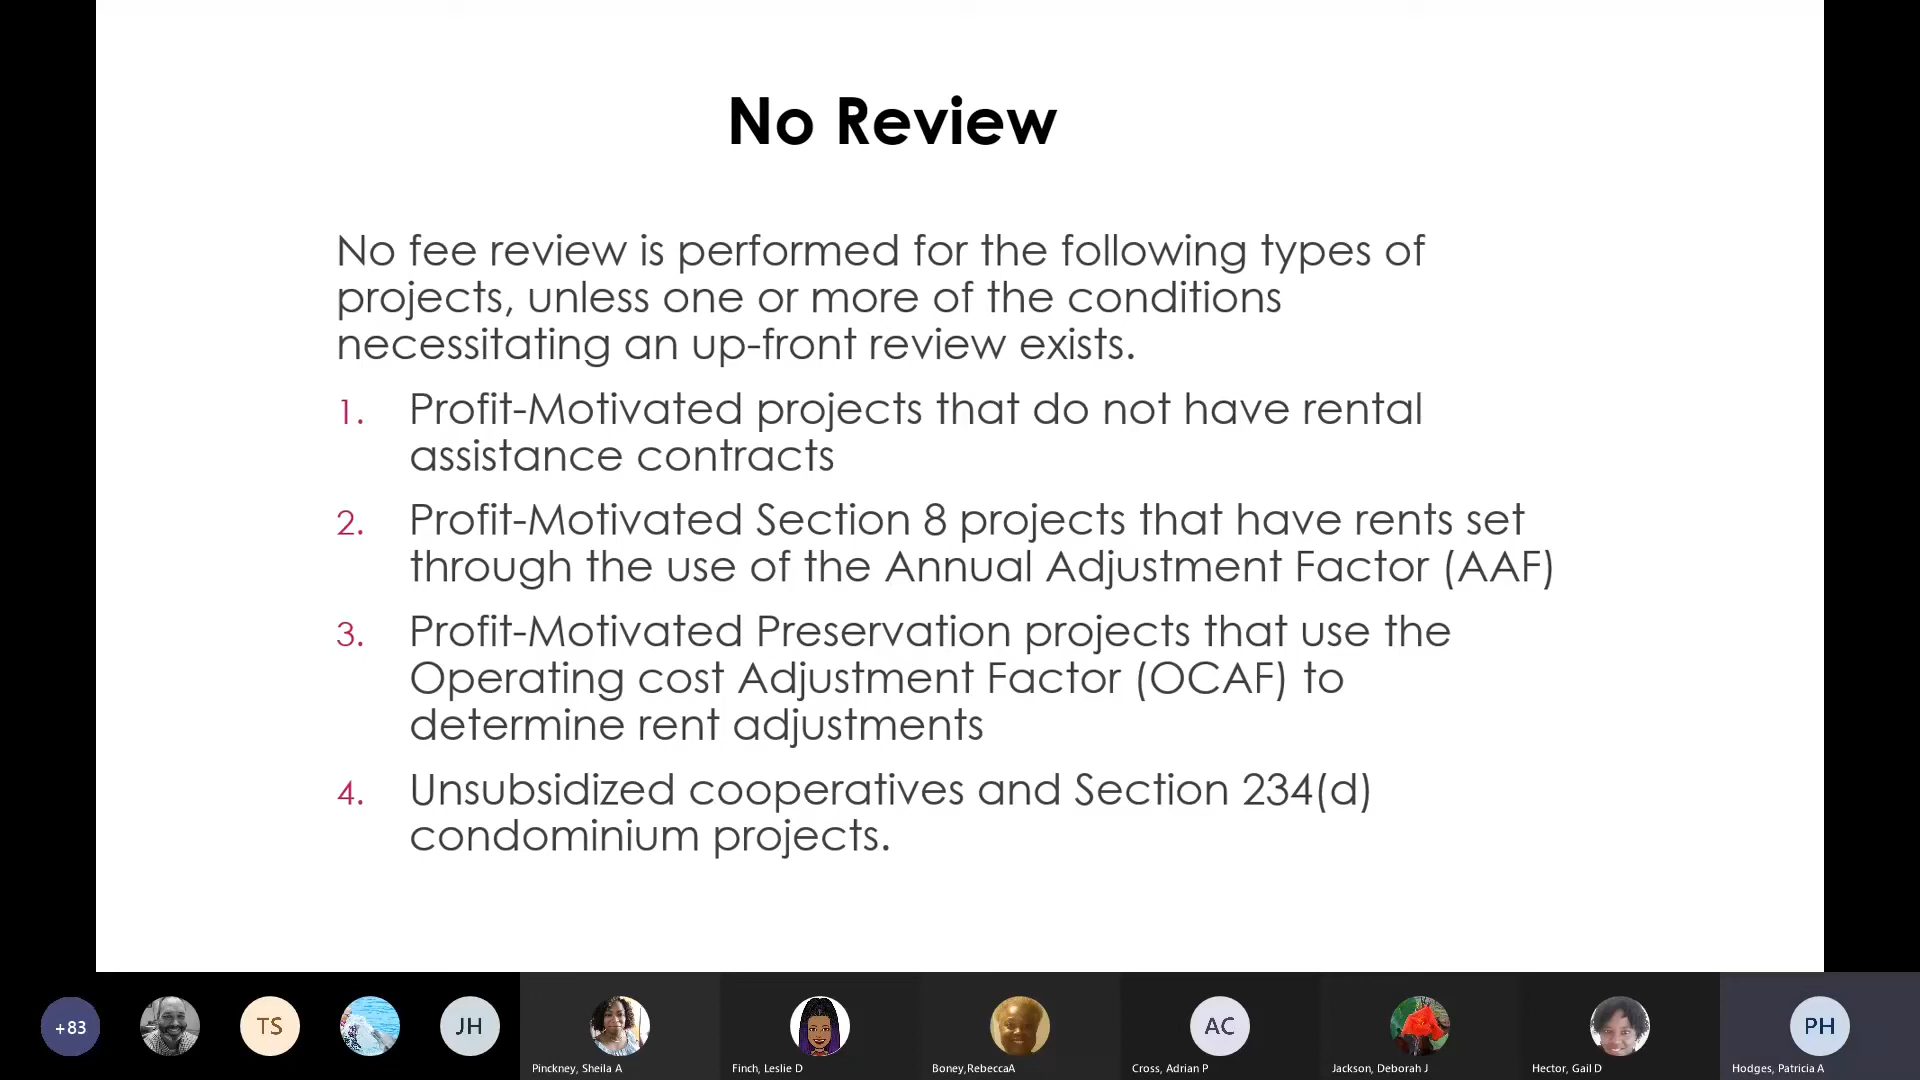 No Review
No fee review is performed for the following types of
projects, unless one or more of the conditions
necessitating an up-front review exists.
1. Profit-Motivated projects that do not have rental
assistance contracts
2. Profit-Motivated Section 8 projects that have rents set
through the use of the Annual Adjustment Factor (AAF)
3. Profit-Motivated Preservation projects that use the
Operating cost Adjustment Factor (OCAF) to
determine rent adjustments
4. Unsubsidized cooperatives and Section 234(d)
condominium projects.
+83 TS JH AC PH
Pinckney, Sheila A Finch, Leslie D Boney,RebeccaA Cross, Adrian P Jackson, Deborah J Hector, Gail D Hodges, Patricia A